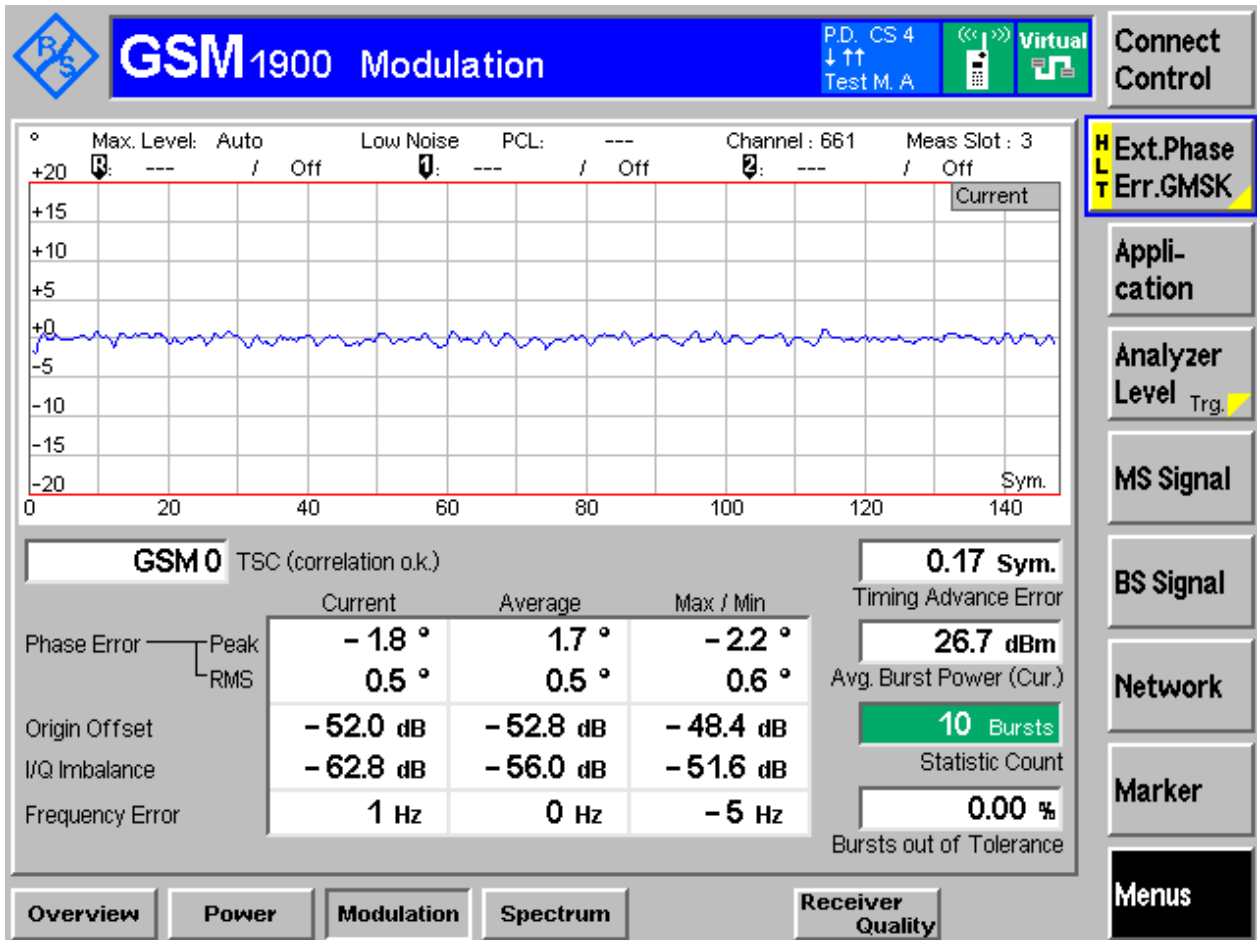 R/S
GSM 1900 Modulation
P.D. CS 4
↓ ↑↑
Test M. A
Virtual
Connect
Control
° Max. Level: Auto Low Noise PCL: --- Channel : 661 Meas Slot : 3
R: --- / Off 1: --- / Off 2: --- / Off
Current
+20
+15
+10
+5
+0
-5
-10
-15
-20
Sym.
0 20 40 60 80 100 120 140
GSM 0 TSC (correlation o.k.)
0.17 Sym.
Timing Advance Error
Current Average Max / Min
Phase Error Peak – 1.8 ° 1.7 ° – 2.2 °
RMS 0.5 ° 0.5 ° 0.6 °
26.7 dBm
Avg. Burst Power (Cur.)
Origin Offset – 52.0 dB – 52.8 dB – 48.4 dB
I/Q Imbalance – 62.8 dB – 56.0 dB – 51.6 dB
10 Bursts
Statistic Count
Frequency Error 1 Hz 0 Hz – 5 Hz
0.00 %
Bursts out of Tolerance
H L T
Ext.Phase
Err.GMSK
Appli-
cation
Analyzer
Level Trg.
MS Signal
BS Signal
Network
Marker
Menus
Overview Power Modulation Spectrum Receiver
Quality